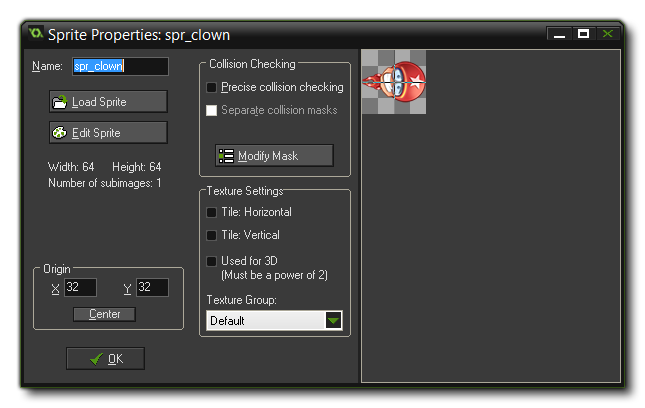 Sprite Properties: spr_clown
Name: spr_clown
Load Sprite
Edit Sprite
Width: 64 Height: 64
Number of subimages: 1
Origin
X 32 Y 32
Center
OK
Collision Checking
Precise collision checking
Separate collision masks
Modify Mask
Texture Settings
Tile: Horizontal
Tile: Vertical
Used for 3D
(Must be a power of 2)
Texture Group:
Default